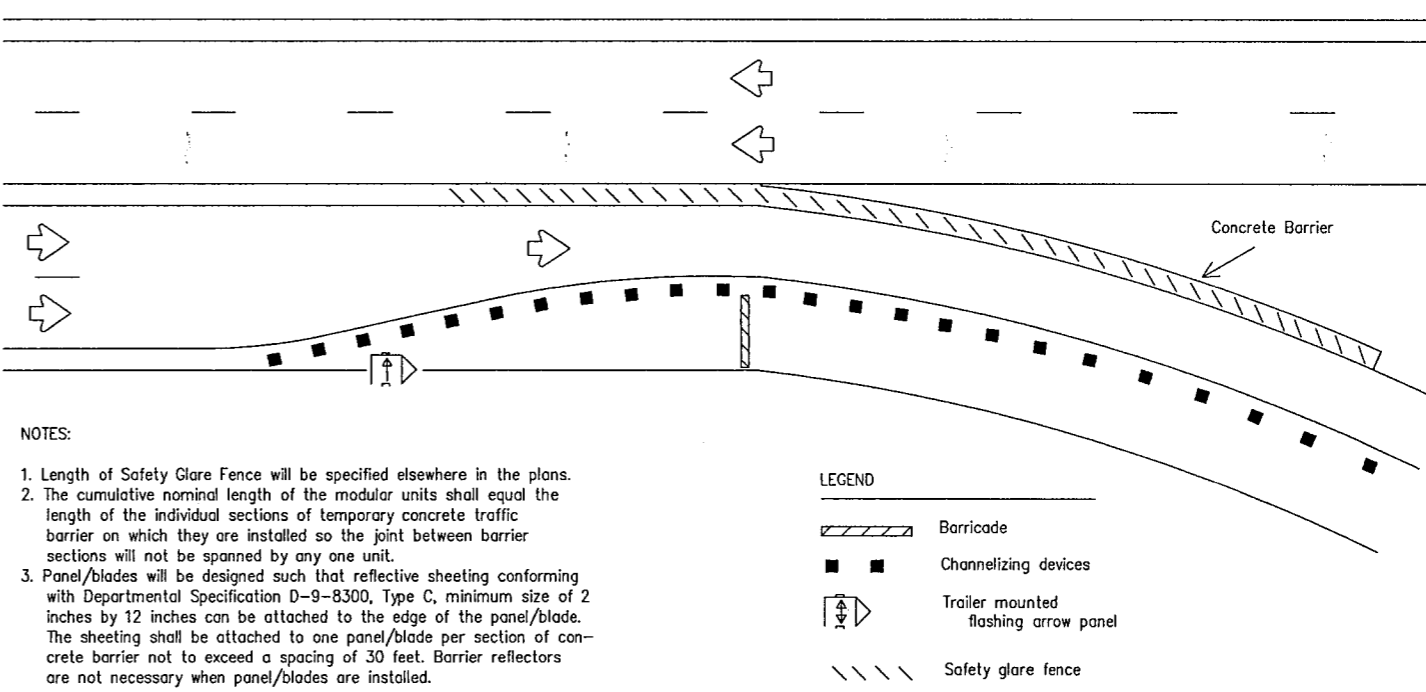 Concrete Barrier
NOTES:
1. Length of Safety Glare Fence will be specified elsewhere in the plans.
2. The cumulative nominal length of the modular units shall equal the
length of the individual sections of temporary concrete traffic
barrier on which they are installed so the joint between barrier
sections will not be spanned by any one unit.
3. Panel/blades will be designed such that reflective sheeting conforming
with Departmental Specification D-9-8300, Type C, minimum size of 2
inches by 12 inches can be attached to the edge of the panel/blade.
The sheeting shall be attached to one panel/blade per section of con-
crete barrier not to exceed a spacing of 30 feet. Barrier reflectors
are not necessary when panel/blades are installed.
LEGEND
Barricade
Channelizing devices
Trailer mounted
flashing arrow panel
Safety glare fence